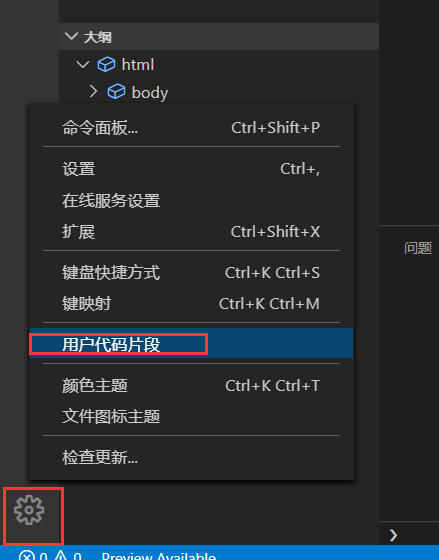 大纲
html
body
命令面板... Ctrl+Shift+P
设置 Ctrl+,
在线服务设置
扩展 Ctrl+Shift+X
键盘快捷方式 Ctrl+K Ctrl+S
键映射 Ctrl+K Ctrl+M
问题
用户代码片段
颜色主题 Ctrl+K Ctrl+T
文件图标主题
检查更新...
0 0 Preview Available